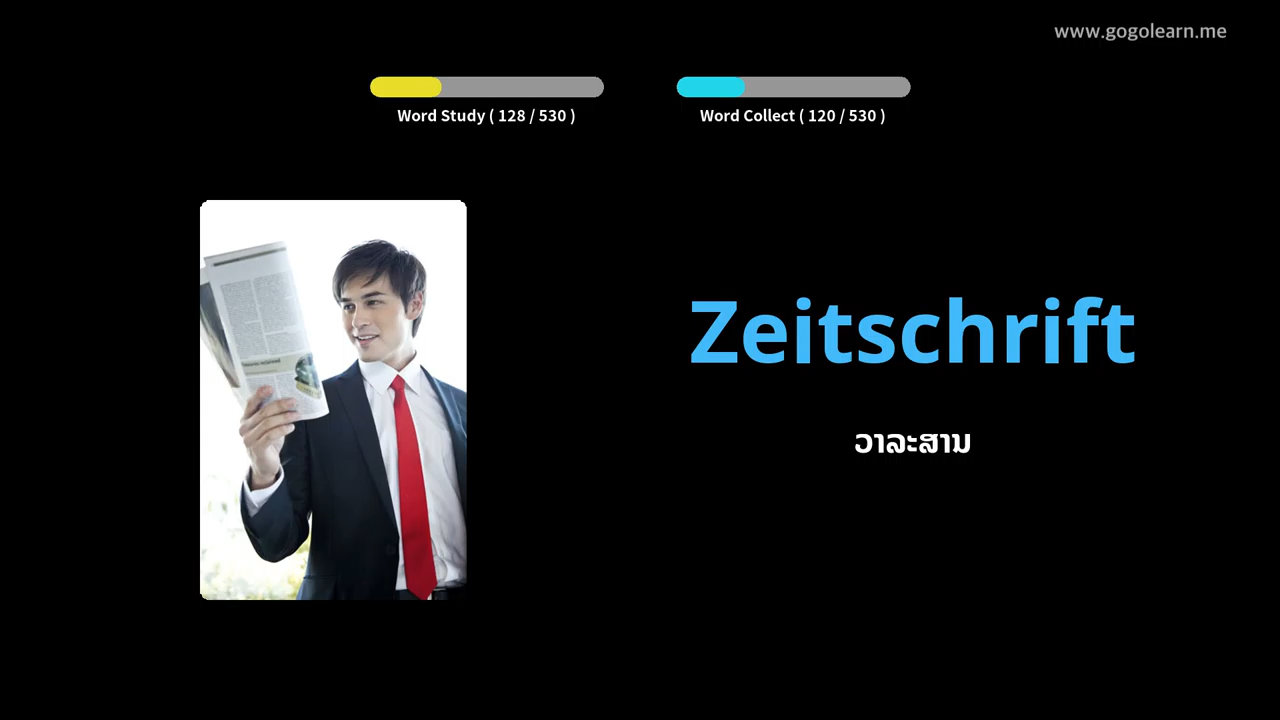 www.gogolearn.me
Word Study ( 128 / 530 )
Word Collect ( 120 / 530 )
Zeitschrift
ວາລະສານ